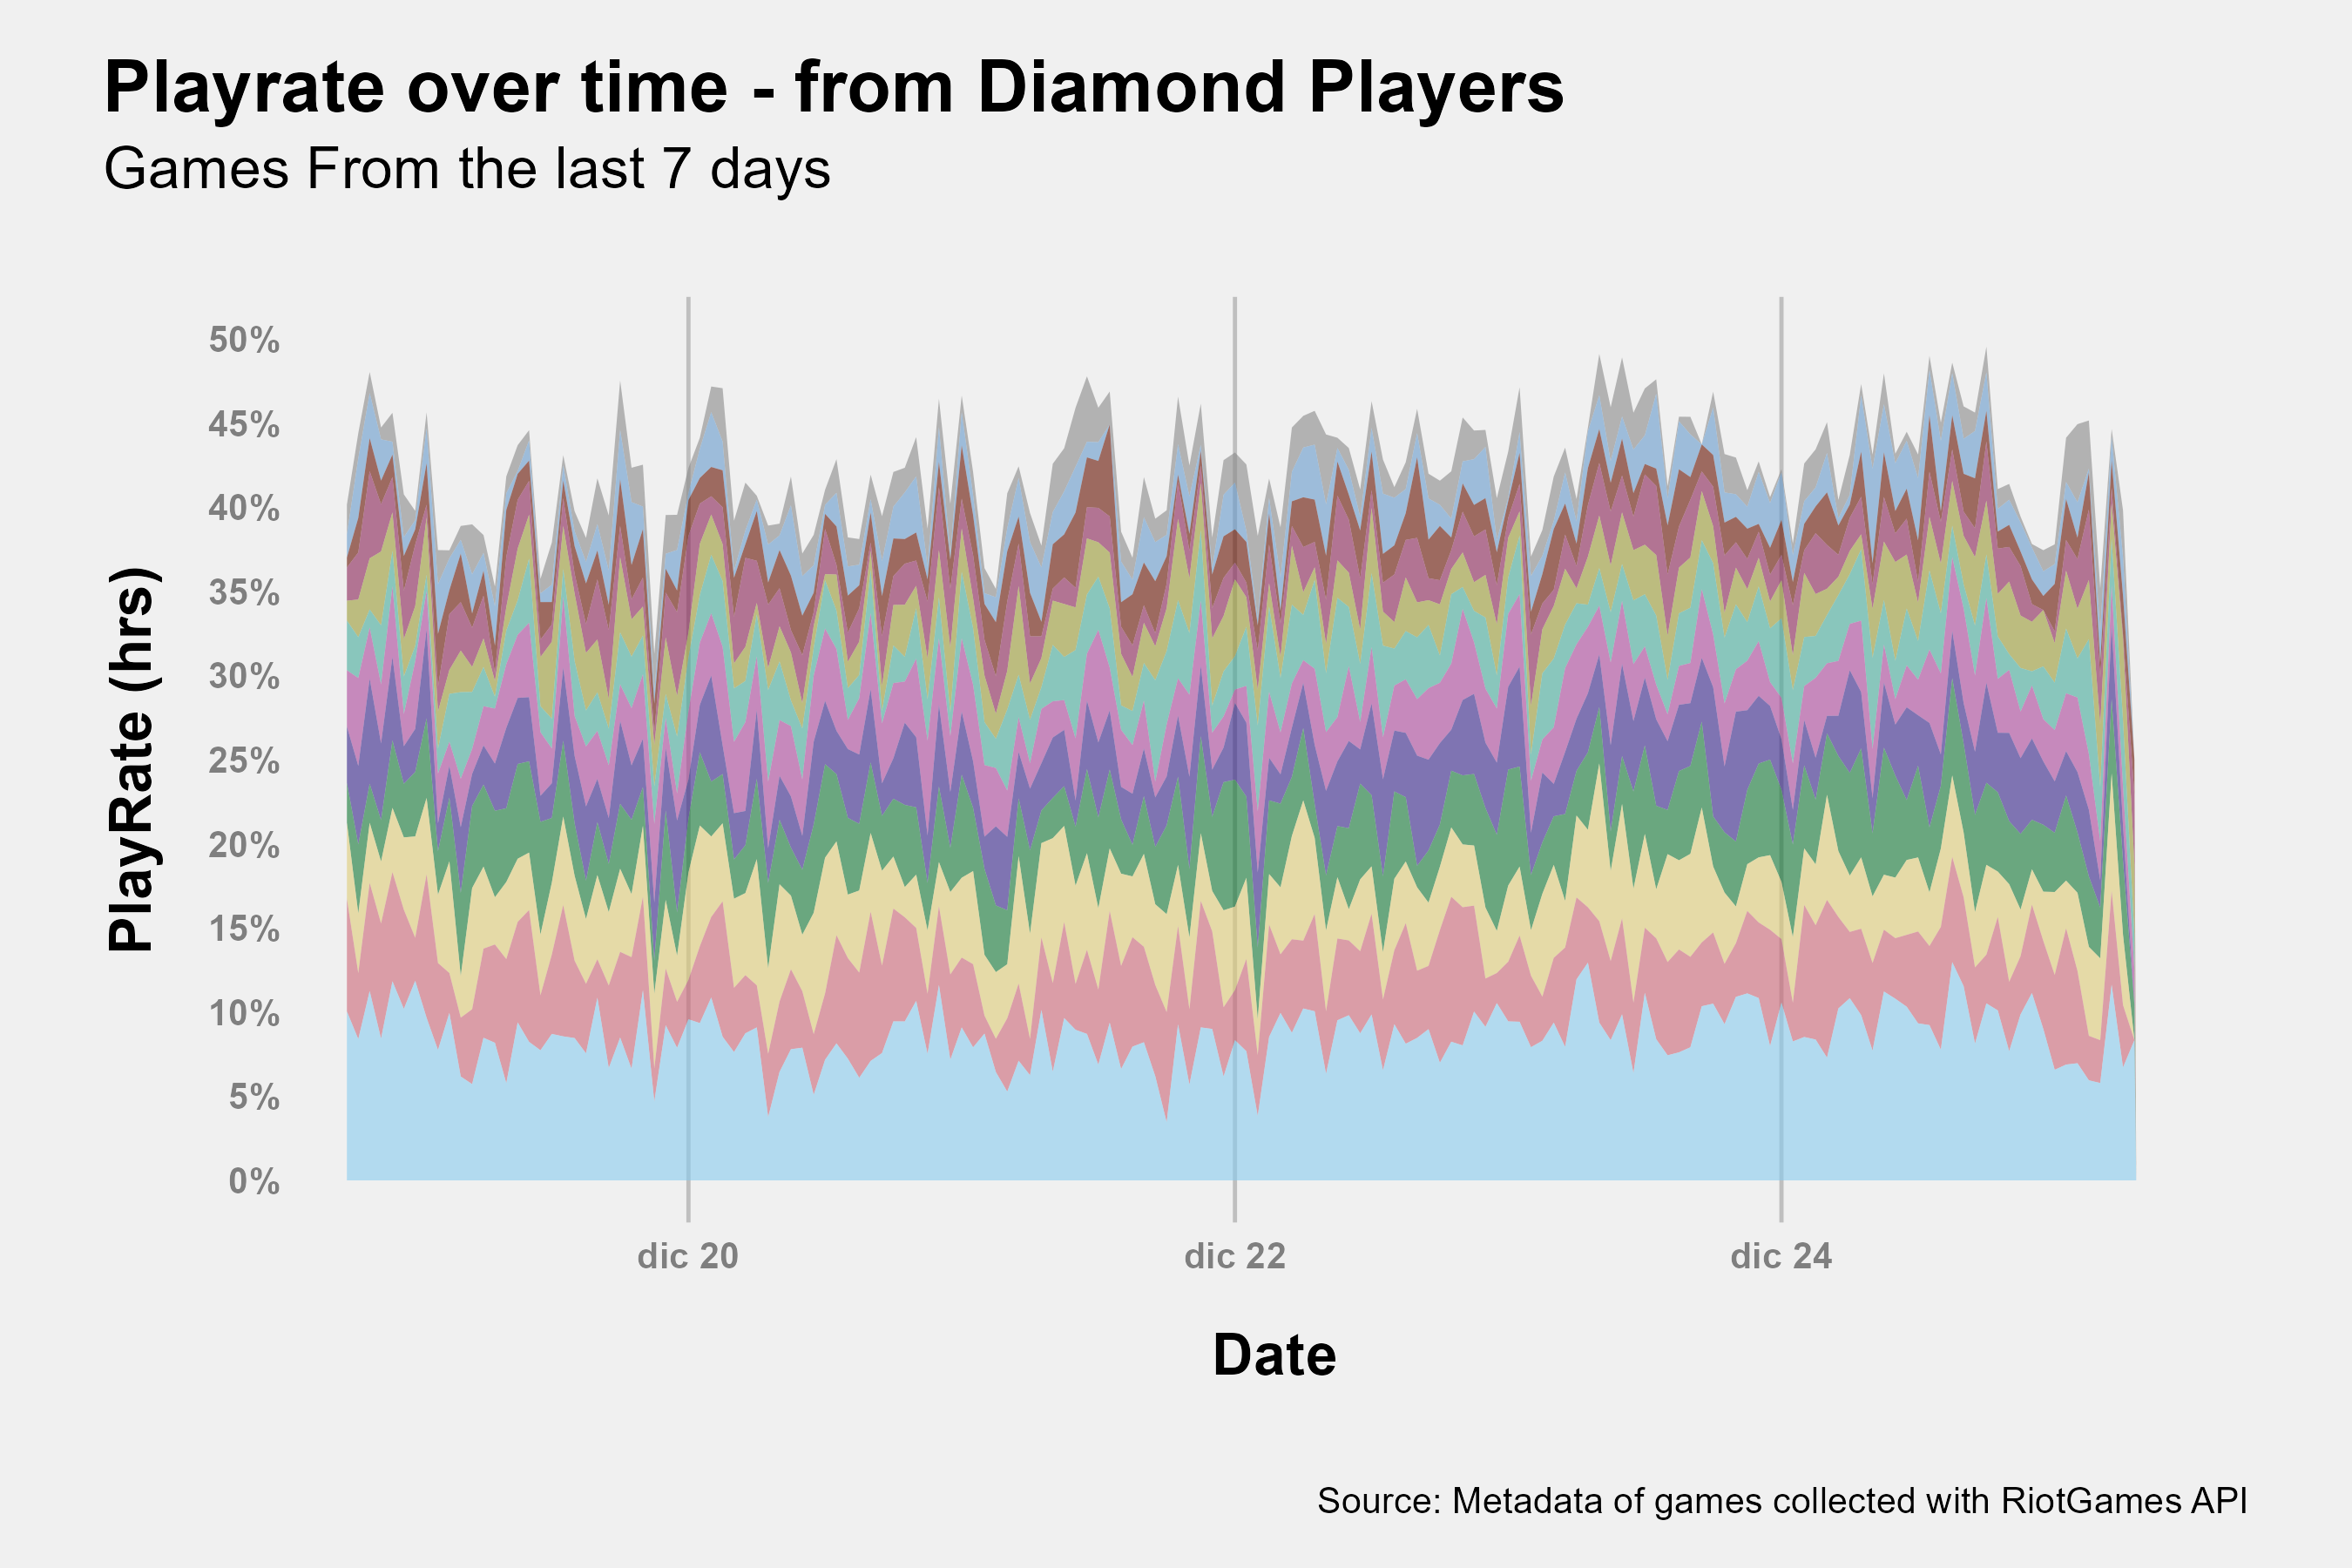 Playrate over time - from Diamond Players
Games From the last 7 days
PlayRate (hrs)
50%
45%
40%
35%
30%
25%
20%
15%
10%
5%
0%
dic 20
dic 22
dic 24
Date
Source: Metadata of games collected with RiotGames API